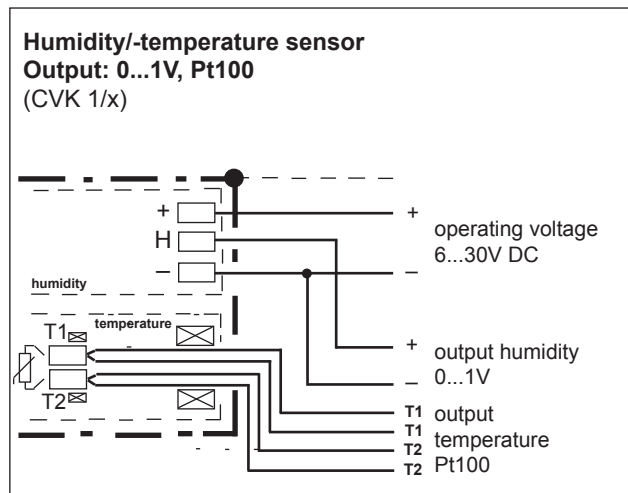 Humidity/-temperature sensor
Output: 0...1V, Pt100
(CVK 1/x)
+
H
–
humidity
+
operating voltage
6...30V DC
–
temperature
T1
T2
+
output humidity
0...1V
–
T1 output
T1
temperature
T2
T2 Pt100